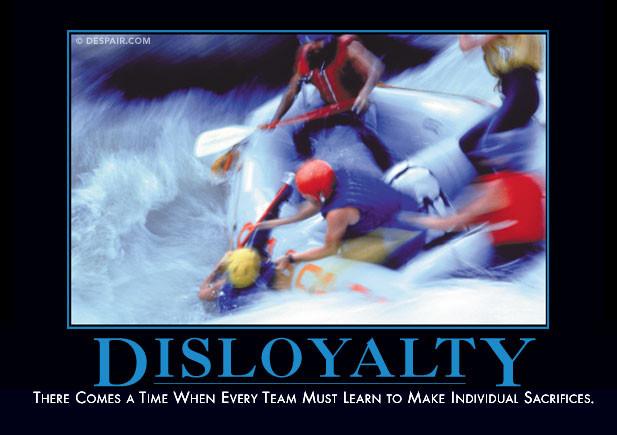 © DESPAIR.COM
DISLOYALTY
THERE COMES A TIME WHEN EVERY TEAM MUST LEARN TO MAKE INDIVIDUAL SACRIFICES.